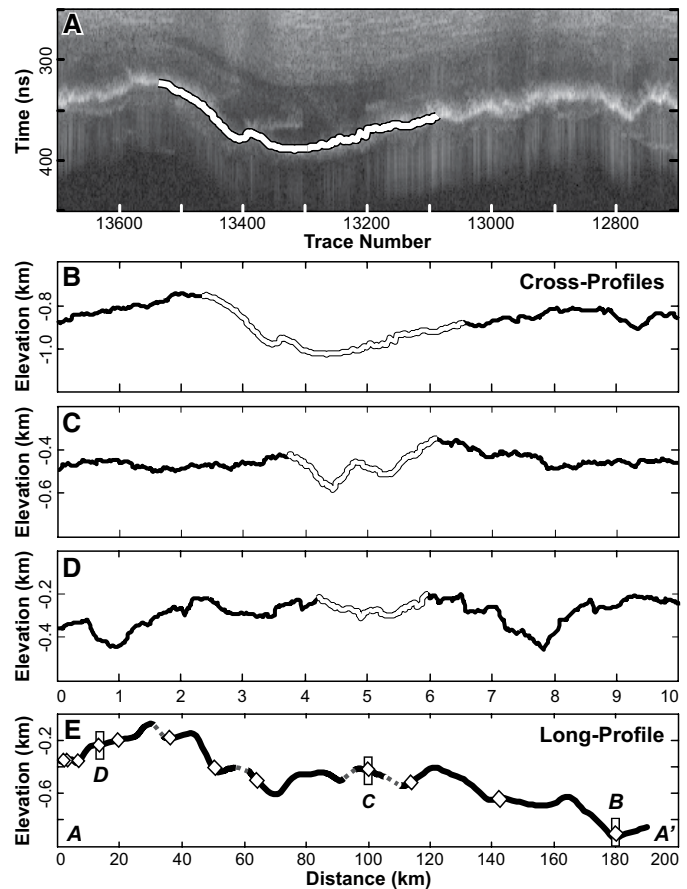 A
Time (ns)
300
400
13600
13400
13200
13000
12800
Trace Number
B
Cross-Profiles
Elevation (km)
-0.8
-1.0
C
Elevation (km)
-0.4
-0.6
D
Elevation (km)
-0.2
-0.4
0 1 2 3 4 5 6 7 8 9 10
E
Long-Profile
Elevation (km)
-0.2
-0.6
D
C
B
A
A'
0 20 40 60 80 100 120 140 160 180 200
Distance (km)